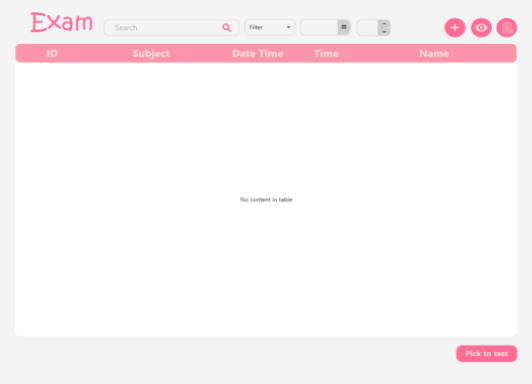 Exam
Search
Filter
ID Subject Date Time Time Name
No content in table
Pick to test